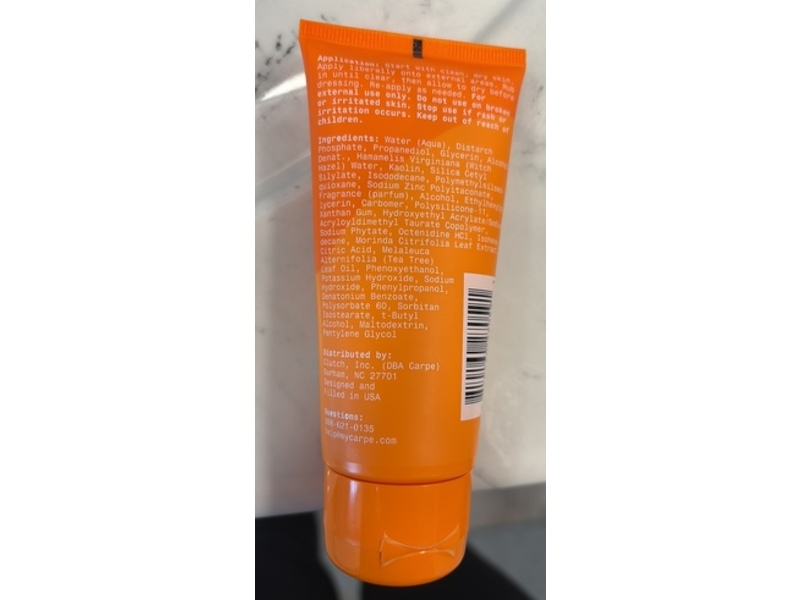 Application: Start with clean, dry skin.
Apply liberally onto external areas. Rub
in until clear, then allow to dry before
dressing. Re-apply as needed. For
external use only. Do not use on broken
or irritated skin. Stop use if rash or
irritation occurs. Keep out of reach of
children.
Ingredients: Water (Aqua), Distarch
Phosphate, Propanediol, Glycerin, Alcohol
Denat., Hamamelis Virginiana (Witch
Hazel) Water, Kaolin, Silica Cetyl
Silylate, Isododecane, Polymethylsilses
quioxane, Sodium Zinc Polyitaconate,
Fragrance (parfum), Alcohol, Ethylhexylg
lycerin, Carbomer, Polysilicone-11,
Xanthan Gum, Hydroxyethyl Acrylate/Sodium
Acryloyldimethyl Taurate Copolymer,
Sodium Phytate, Octenidine HCl, Isohexa
decane, Morinda Citrifolia Leaf Extract
Citric Acid, Melaleuca
Alternifolia (Tea Tree)
Leaf Oil, Phenoxyethanol,
Potassium Hydroxide, Sodium
Hydroxide, Phenylpropanol,
Denatonium Benzoate,
Polysorbate 60, Sorbitan
Isostearate, t-Butyl
Alcohol, Maltodextrin,
Pentylene Glycol
Distributed by:
Clutch, Inc. (DBA Carpe)
Durham, NC 27701
Designed and
Filled in USA
Questions:
-621-0135
help@mycarpe.com